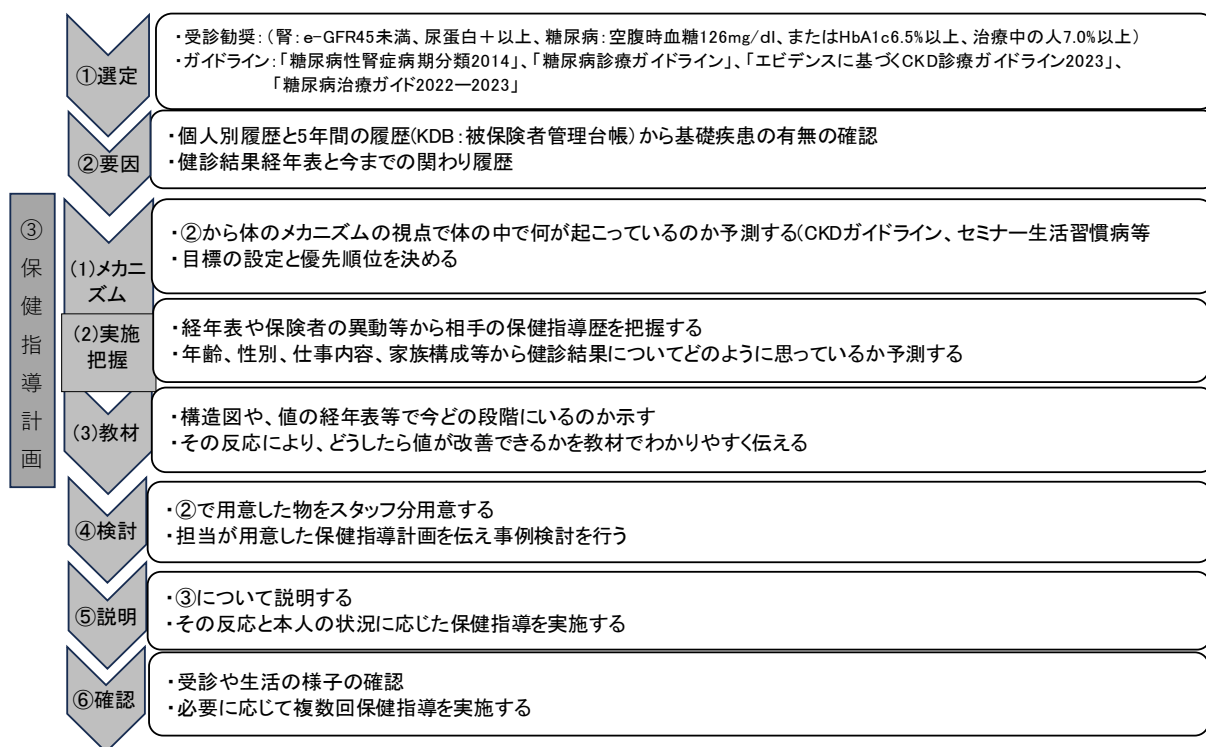 ①選定
・受診勧奨:(腎:e-GFR45未満、尿蛋白+以上、糖尿病:空腹時血糖126mg/dl、またはHbA1c6.5%以上、治療中の人7.0%以上)
・ガイドライン:「糖尿病性腎症病期分類2014」、「糖尿病診療ガイドライン」、「エビデンスに基づくCKD診療ガイドライン2023」、
「糖尿病治療ガイド2022―2023」
②要因
・個人別履歴と5年間の履歴(KDB:被保険者管理台帳)から基礎疾患の有無の確認
・健診結果経年表と今までの関わり履歴
③保健指導計画
(1)メカニ
ズム
・②から体のメカニズムの視点で体の中で何が起こっているのか予測する(CKDガイドライン、セミナー生活習慣病等
・目標の設定と優先順位を決める
(2)実施
把握
・経年表や保険者の異動等から相手の保健指導歴を把握する
・年齢、性別、仕事内容、家族構成等から健診結果についてどのように思っているか予測する
(3)教材
・構造図や、値の経年表等で今どの段階にいるのか示す
・その反応により、どうしたら値が改善できるかを教材でわかりやすく伝える
④検討
・②で用意した物をスタッフ分用意する
・担当が用意した保健指導計画を伝え事例検討を行う
⑤説明
・③について説明する
・その反応と本人の状況に応じた保健指導を実施する
⑥確認
・受診や生活の様子の確認
・必要に応じて複数回保健指導を実施する